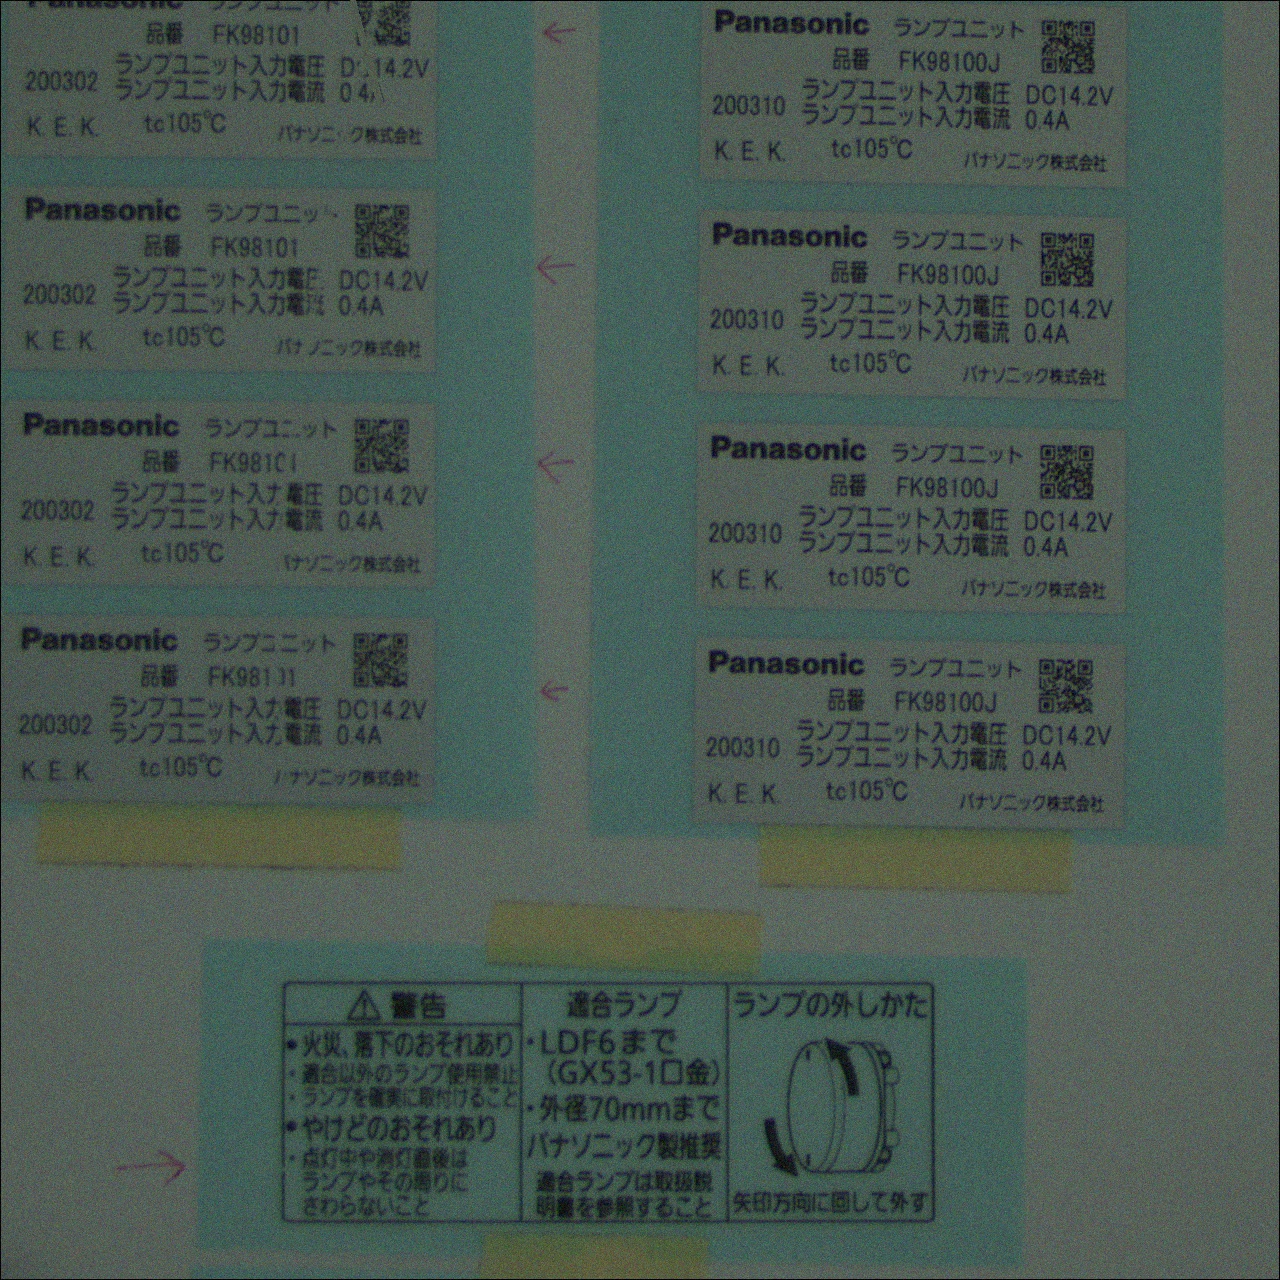 Panasonic ランプユニット
品番 FK98101
200302 ランプユニット入力電圧 14.2V
ランプユニット入力電流
K. E. K. tc105℃ パナソニック株式会社
Panasonic ランプユニット
品番 FK98101
200302 ランプユニット入力電圧 DC14.2V
ランプユニット入力電流 0.4A
K. E. K. tc105℃ パナソニック株式会社
Panasonic ランプユニット
品番 FK98101
200302 ランプユニット入力電圧 DC14.2V
ランプユニット入力電流 0.4A
K. E. K. tc105℃ パナソニック株式会社
Panasonic ランプユニット
品番 FK98101
200302 ランプユニット入力電圧 DC14.2V
ランプユニット入力電流 0.4A
K. E. K. tc105℃ パナソニック株式会社
Panasonic ランプユニット
品番 FK98100J
200310 ランプユニット入力電圧 DC14.2V
ランプユニット入力電流 0.4A
K. E. K. tc105℃ パナソニック株式会社
Panasonic ランプユニット
品番 FK98100J
200310 ランプユニット入力電圧 DC14.2V
ランプユニット入力電流 0.4A
K. E. K. tc105℃ パナソニック株式会社
Panasonic ランプユニット
品番 FK98100J
200310 ランプユニット入力電圧 DC14.2V
ランプユニット入力電流 0.4A
K. E. K. tc105℃ パナソニック株式会社
Panasonic ランプユニット
品番 FK98100J
200310 ランプユニット入力電圧 DC14.2V
ランプユニット入力電流 0.4A
K. E. K. tc105℃ パナソニック株式会社
警告
・火災、落下のおそれあり
・適合以外のランプ使用禁止
・ランプを確実に取付けること
・やけどのおそれあり
・点灯中や消灯直後は
ランプやその周りに
さわらないこと
適合ランプ
・LDF6まで
(GX53-1口金)
・外径70mmまで
パナソニック製推奨
適合ランプは取扱説
明書を参照すること
ランプの外しかた
矢印方向に回して外す